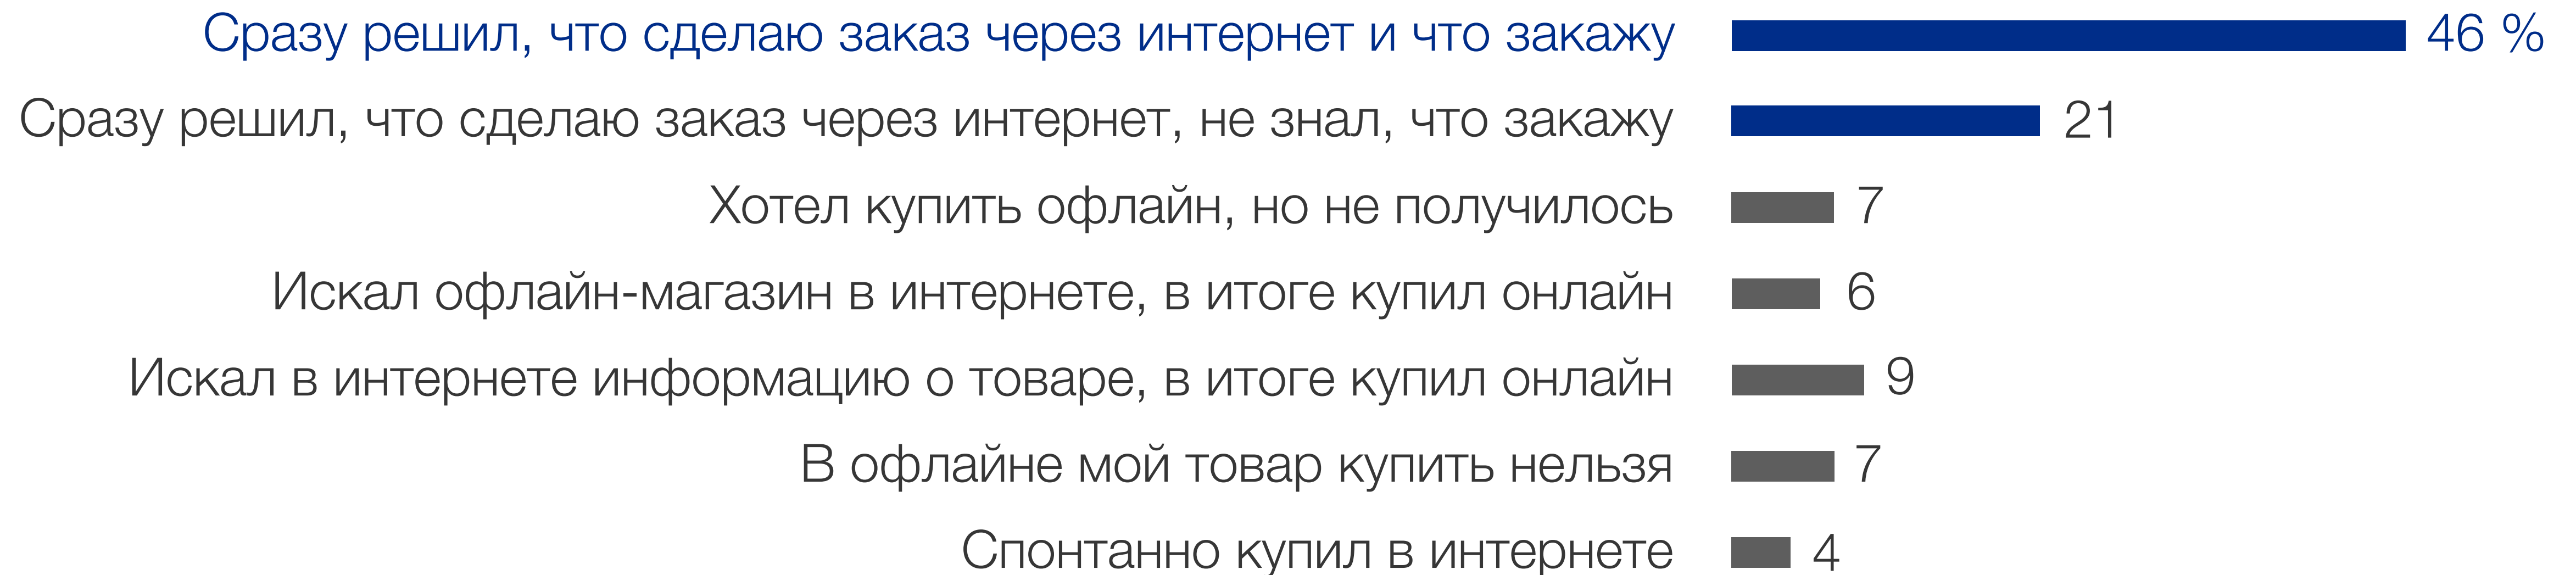 Сразу решил, что сделаю заказ через интернет и что закажу 46 %
Сразу решил, что сделаю заказ через интернет, не знал, что закажу 21
Хотел купить офлайн, но не получилось 7
Искал офлайн-магазин в интернете, в итоге купил онлайн 6
Искал в интернете информацию о товаре, в итоге купил онлайн 9
В офлайне мой товар купить нельзя 7
Спонтанно купил в интернете 4